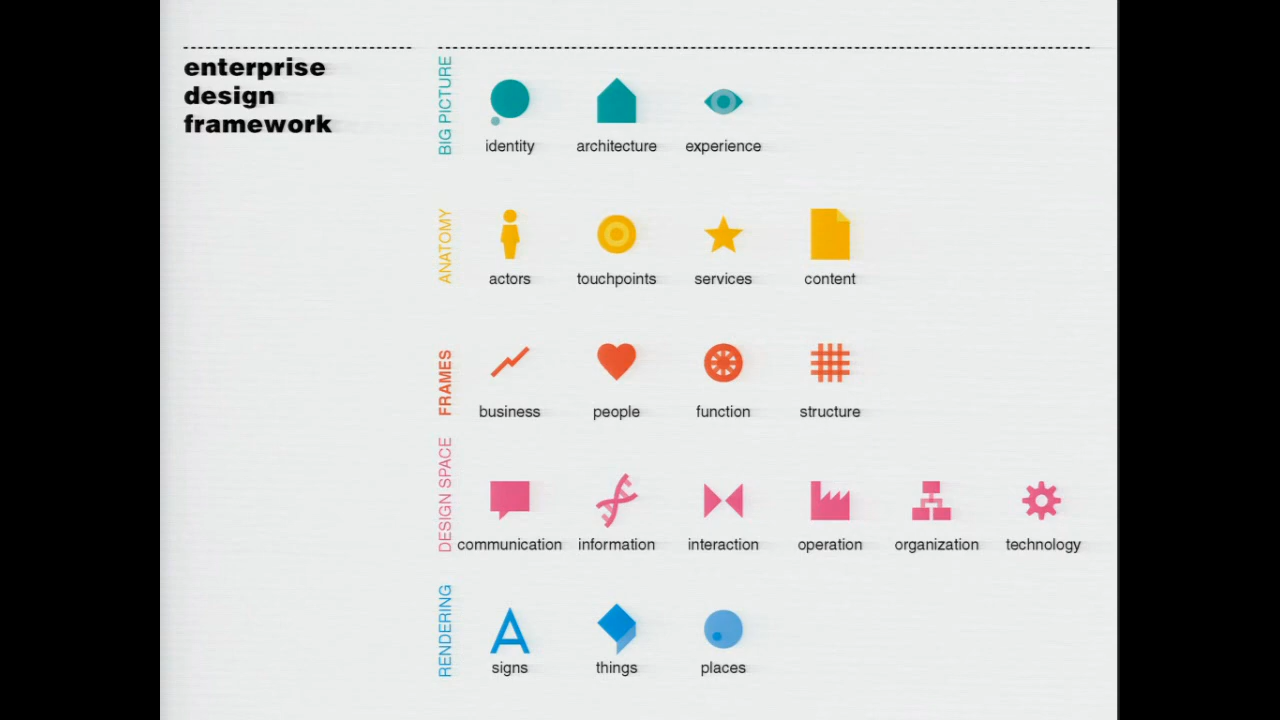 enterprise
design
framework
BIG PICTURE
identity architecture experience
ANATOMY
actors touchpoints services content
FRAMES
business people function structure
DESIGN SPACE
communication information interaction operation organization technology
RENDERING
signs things places